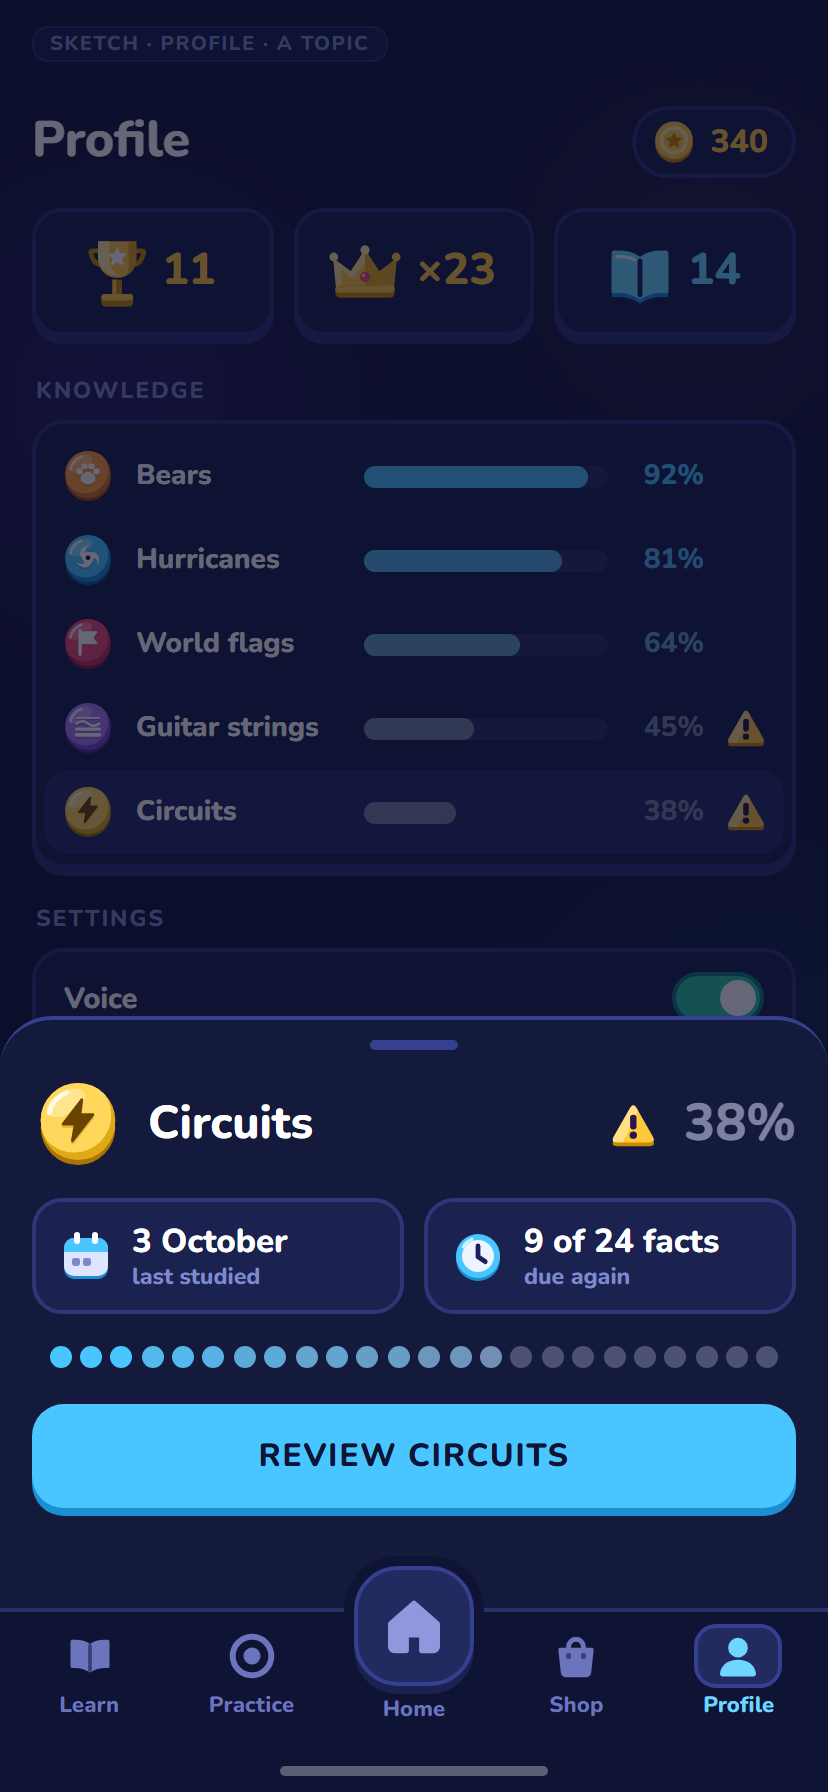 SKETCH · PROFILE · A TOPIC
Profile
340
11
×23
14
KNOWLEDGE
Bears 92%
Hurricanes 81%
World flags 64%
Guitar strings 45%
Circuits 38%
SETTINGS
Voice
Circuits 38%
3 October
last studied
9 of 24 facts
due again
REVIEW CIRCUITS
Learn Practice Home Shop Profile